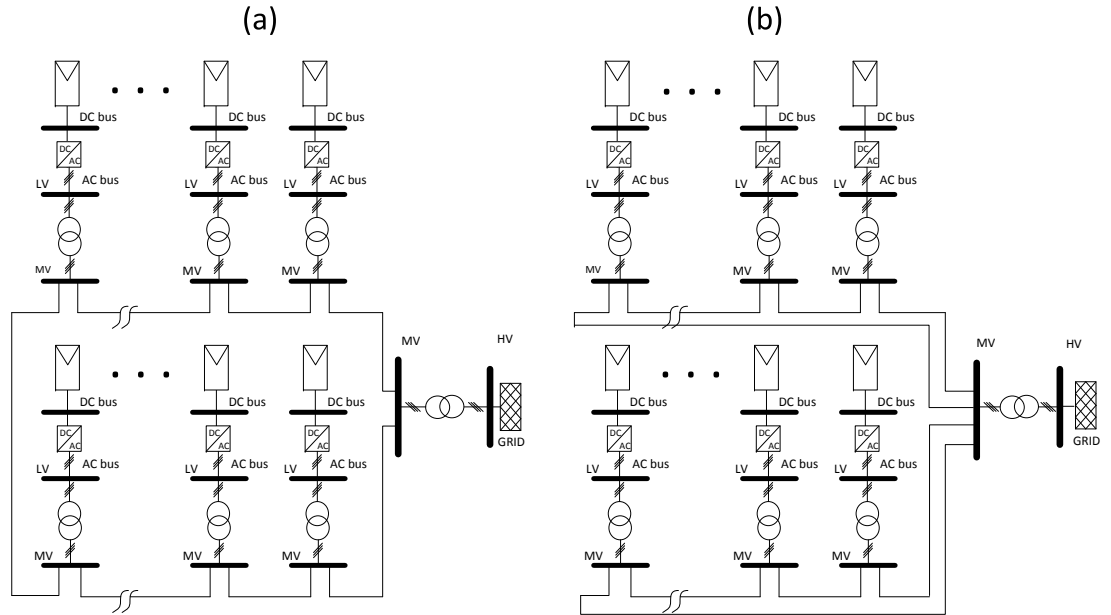 (a) (b)
DC bus DC bus DC bus DC bus DC bus DC bus
DC DC DC DC DC DC
AC AC AC AC AC AC
LV AC bus LV AC bus LV AC bus LV AC bus LV AC bus LV AC bus
MV MV MV MV MV MV
MV HV MV HV
DC bus DC bus DC bus DC bus DC bus DC bus
DC DC DC DC DC DC
AC AC AC AC AC AC
GRID GRID
LV AC bus LV AC bus LV AC bus LV AC bus LV AC bus LV AC bus
MV MV MV MV MV MV